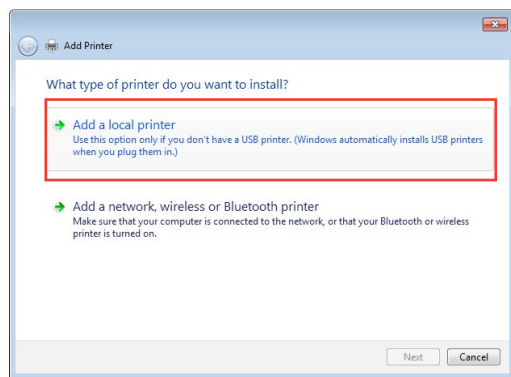 Add Printer
What type of printer do you want to install?
Add a local printer
Use this option only if you don't have a USB printer. (Windows automatically installs USB printers
when you plug them in.)
Add a network, wireless or Bluetooth printer
Make sure that your computer is connected to the network, or that your Bluetooth or wireless
printer is turned on.
Next Cancel